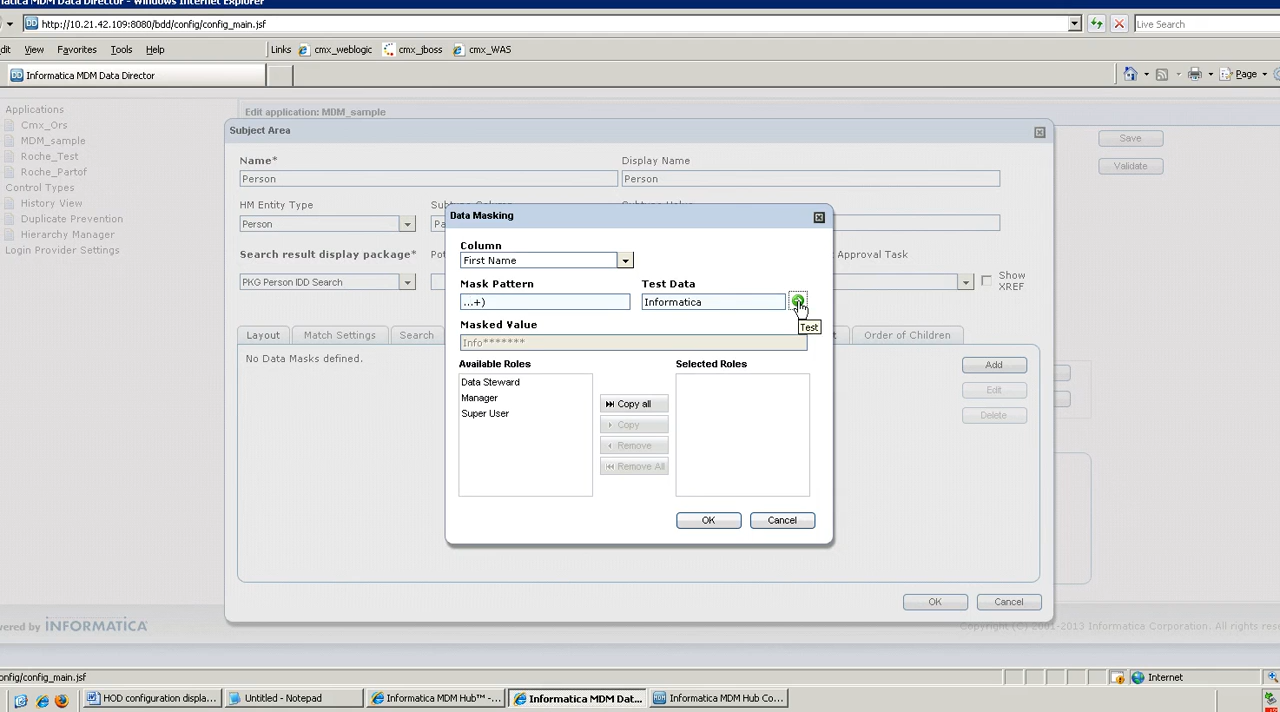 matica MDM Data Director - Windows Internet Explorer
http://10.21.42.109:8080/bdd/config/config_main.jsf
Live Search
dit View Favorites Tools Help
Links cmx_weblogic cmx_jboss cmx_WAS
Informatica MDM Data Director
Page
Applications
Cmx_Ors
MDM_sample
Roche_Test
Roche_Partof
Control Types
History View
Duplicate Prevention
Hierarchy Manager
Login Provider Settings
Edit application: MDM_sample
Save
Validate
Subject Area
Name*
Display Name
Person
Person
HM Entity Type
Person
Search result display package*
Approval Task
PKG Person IDD Search
Show
XREF
Layout Match Settings Search
Order of Children
No Data Masks defined.
Add
Edit
Delete
Data Masking
Column
First Name
Mask Pattern
Test Data
...+)
Informatica
Test
Masked Value
Info*******
Available Roles
Selected Roles
Data Steward
Manager
Super User
Copy all
Copy
Remove
Remove All
OK Cancel
OK Cancel
wered by INFORMATICA
Copyright (C) 2001-2013 Informatica Corporation. All rights rese
nfig/config_main.jsf
Internet
HOD configuration displa...
Untitled - Notepad
Informatica MDM Hub™ -...
Informatica MDM Dat...
Informatica MDM Hub Co...